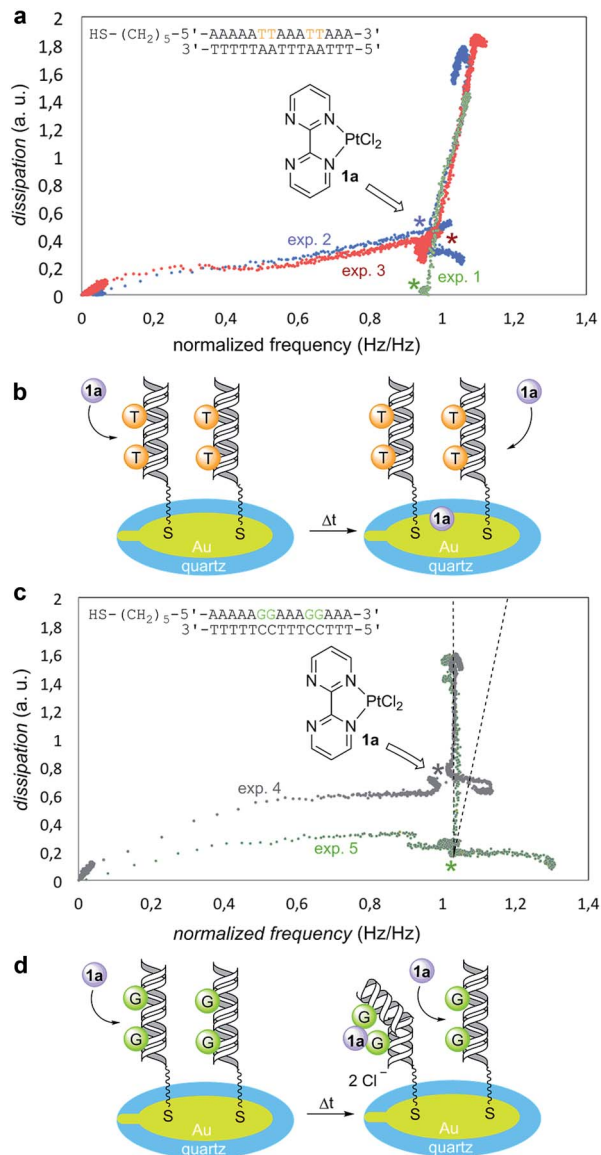 a
2
1,8
1,6
1,4
1,2
1
0,8
0,6
0,4
0,2
0
dissipation (a. u.)
HS-(CH2)5-5'-AAAAATTAAATTAAA-3'
3'-TTTTTAATTTAATTT-5'
N
N
N
N
PtCl2
1a
*
*
*
exp. 2
exp. 3
exp. 1
0 0,2 0,4 0,6 0,8 1 1,2 1,4
normalized frequency (Hz/Hz)
b
1a
T
T
T
T
S
S
Au
quartz
Δt
T
T
T
T
1a
1a
S
S
Au
quartz
c
2
1,8
1,6
1,4
1,2
1
0,8
0,6
0,4
0,2
0
dissipation (a. u.)
HS-(CH2)5-5'-AAAAAGGAAAGGAAA-3'
3'-TTTTTCCTTTCCTTT-5'
N
N
N
N
PtCl2
1a
*
*
exp. 4
exp. 5
0 0,2 0,4 0,6 0,8 1 1,2 1,4
normalized frequency (Hz/Hz)
d
1a
G
G
G
G
S
S
Au
quartz
Δt
1a
G
1a
G
G
G
2 Cl−
S
S
Au
quartz